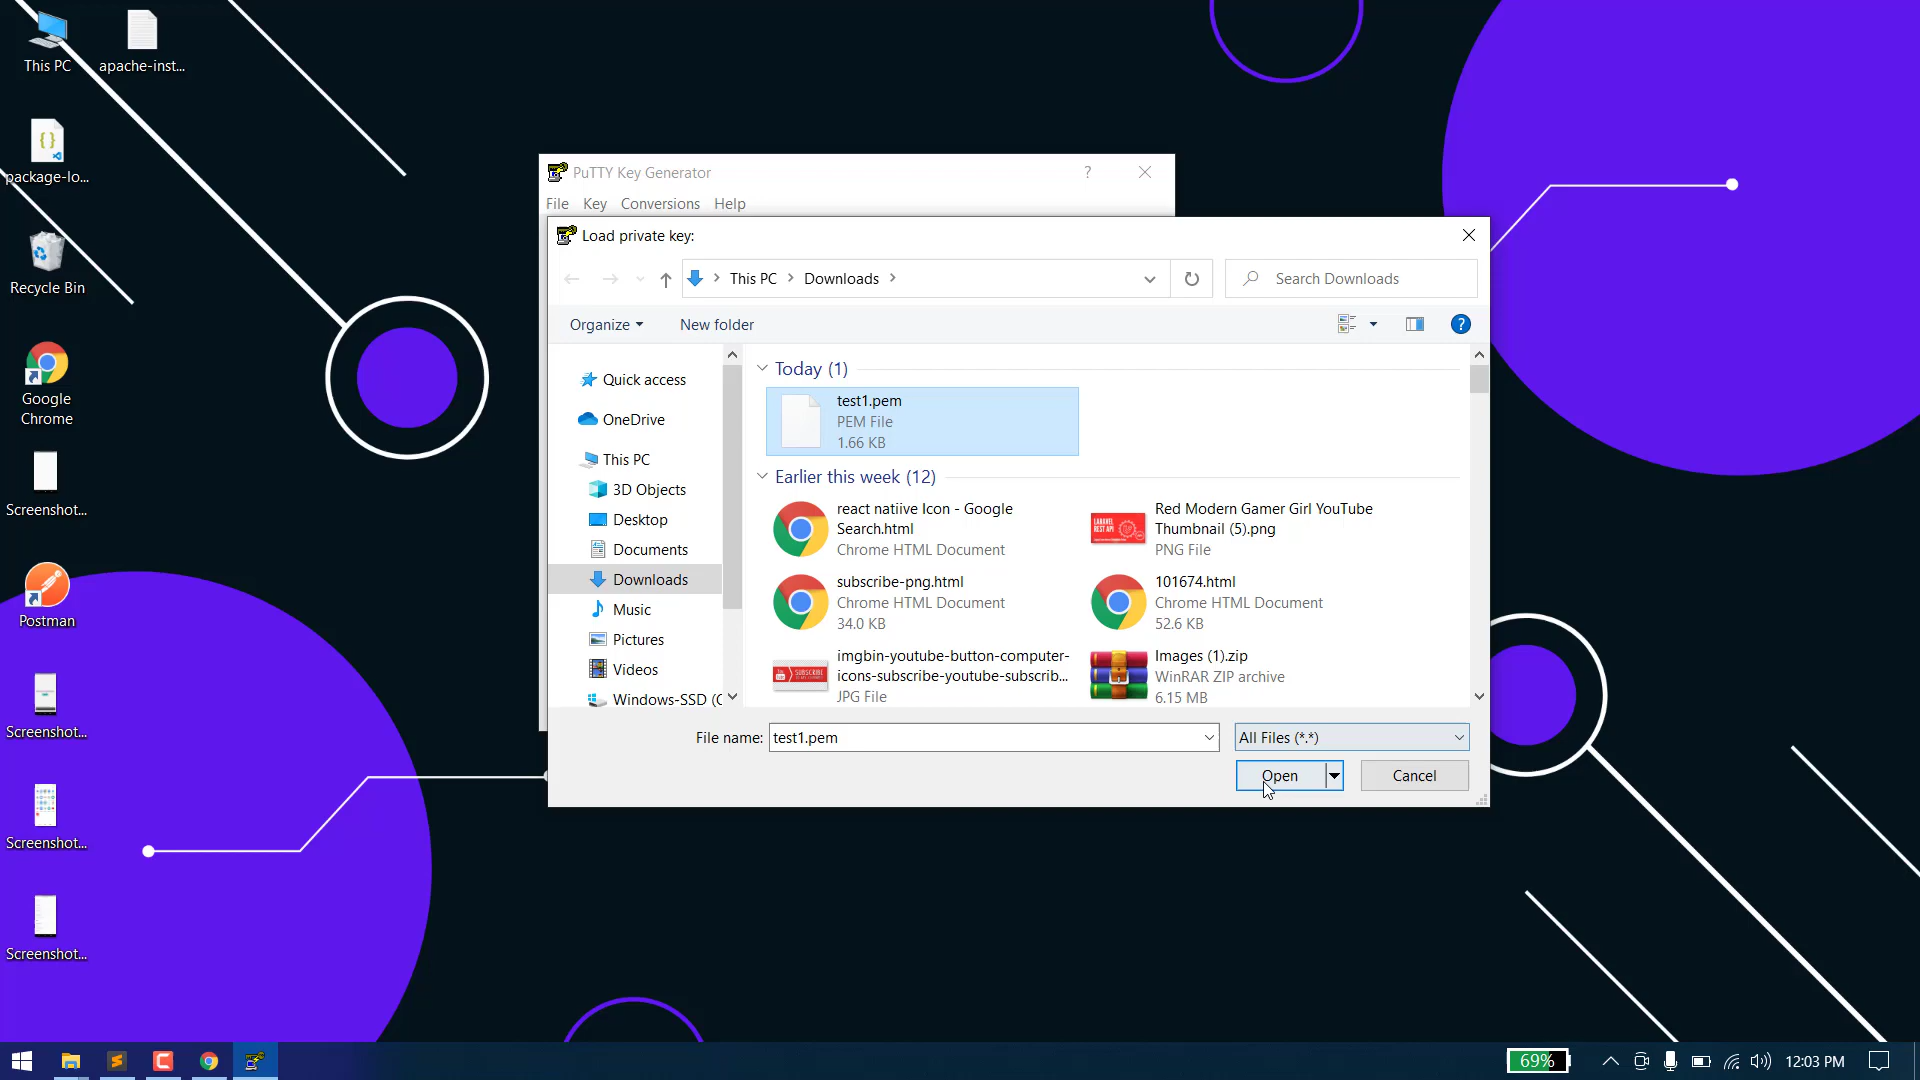 This PC
apache-inst...
package-lo...
Recycle Bin
Google
Chrome
Screenshot...
Postman
Screenshot...
Screenshot...
Screenshot...
PuTTY Key Generator
?
File Key Conversions Help
Load private key:
This PC
Downloads
Search Downloads
Organize
New folder
?
Quick access
OneDrive
This PC
3D Objects
Desktop
Documents
Downloads
Music
Pictures
Videos
Windows-SSD (C
Today (1)
test1.pem
PEM File
1.66 KB
Earlier this week (12)
react natiive Icon - Google
Search.html
Chrome HTML Document
Red Modern Gamer Girl YouTube
Thumbnail (5).png
PNG File
LARAVEL
REST API
subscribe-png.html
Chrome HTML Document
34.0 KB
101674.html
Chrome HTML Document
52.6 KB
SUBSCRIBE
imgbin-youtube-button-computer-
icons-subscribe-youtube-subscrib...
JPG File
Images (1).zip
WinRAR ZIP archive
6.15 MB
File name: test1.pem
All Files (*.*)
Open
Cancel
69%
12:03 PM